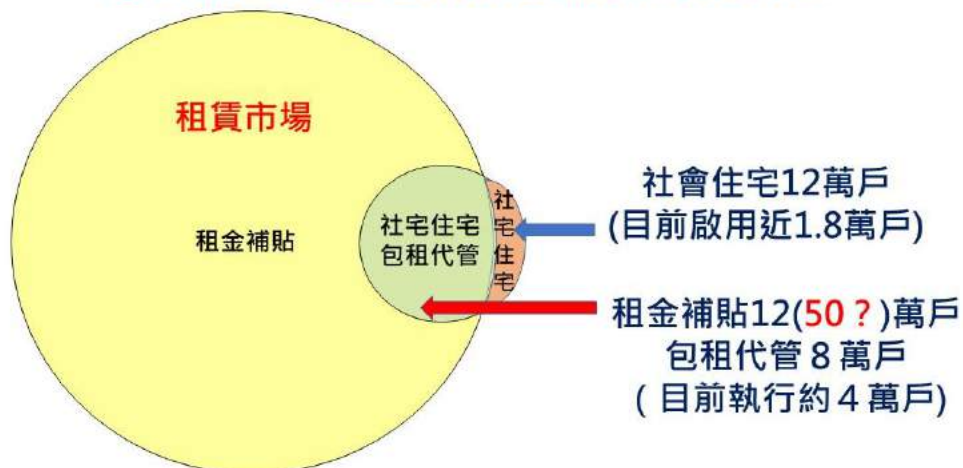 租賃市場
租金補貼
社宅住宅
包租代管
社
宅
住
宅
社會住宅12萬戶
(目前啟用近1.8萬戶)
租金補貼12(50？)萬戶
包租代管８萬戶
(目前執行約４萬戶)